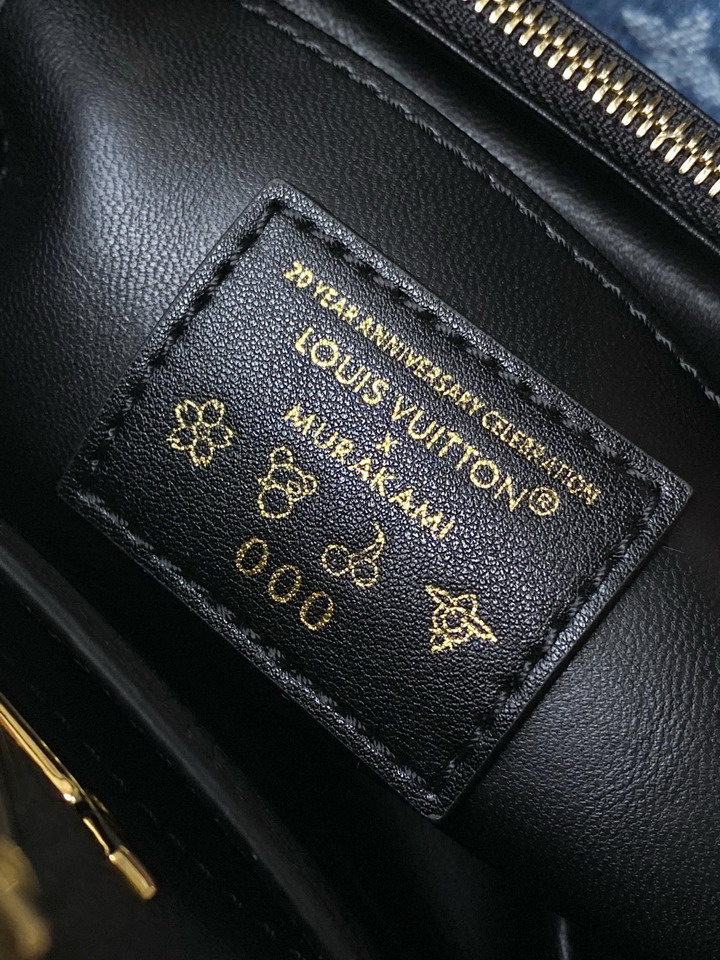 20 YEAR ANNIVERSARY CELEBRATION
LOUIS VUITTON®
X
MURAKAMI
000